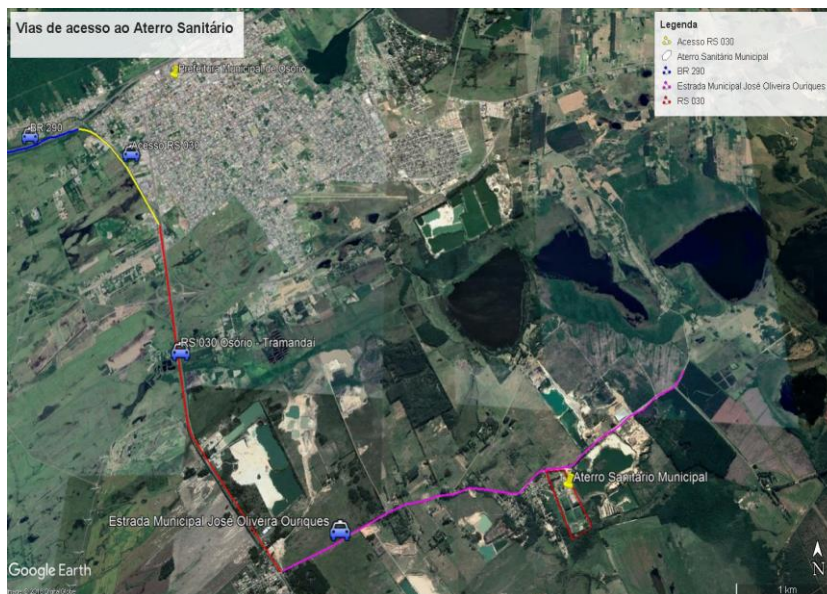 Vias de acesso ao Aterro Sanitário
Legenda
Acesso RS 030
Aterro Sanitário Municipal
BR 290
Estrada Municipal José Oliveira Ouriques
RS 030
Prefeitura Municipal de Osório
BR 290
Acesso RS 03
RS 030 Osório - Tramandaí
Aterro Sanitário Municipal
Estrada Municipal José Oliveira Ouriques
Google Earth
N
1 km